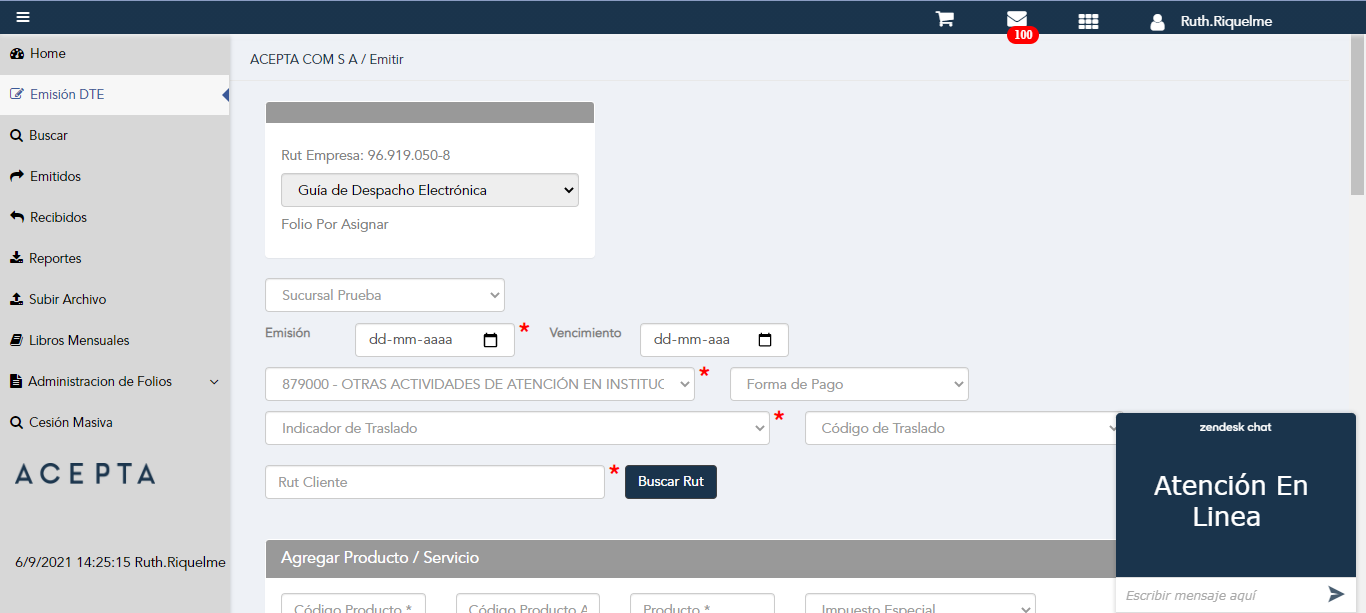 100 Ruth.Riquelme
Home
Emisión DTE
Buscar
Emitidos
Recibidos
Reportes
Subir Archivo
Libros Mensuales
Administracion de Folios
Cesión Masiva
ACEPTA
6/9/2021 14:25:15 Ruth.Riquelme
ACEPTA COM S A / Emitir
Rut Empresa: 96.919.050-8
Guía de Despacho Electrónica
Folio Por Asignar
Sucursal Prueba
Emisión dd-mm-aaaa * Vencimiento dd-mm-aaa
879000 - OTRAS ACTIVIDADES DE ATENCIÓN EN INSTITUC * Forma de Pago
Indicador de Traslado * Código de Traslado
Rut Cliente * Buscar Rut
Agregar Producto / Servicio
Código Producto * Código Producto A Producto * Impuesto Especial
zendesk chat
Atención En
Linea
Escribir mensaje aquí